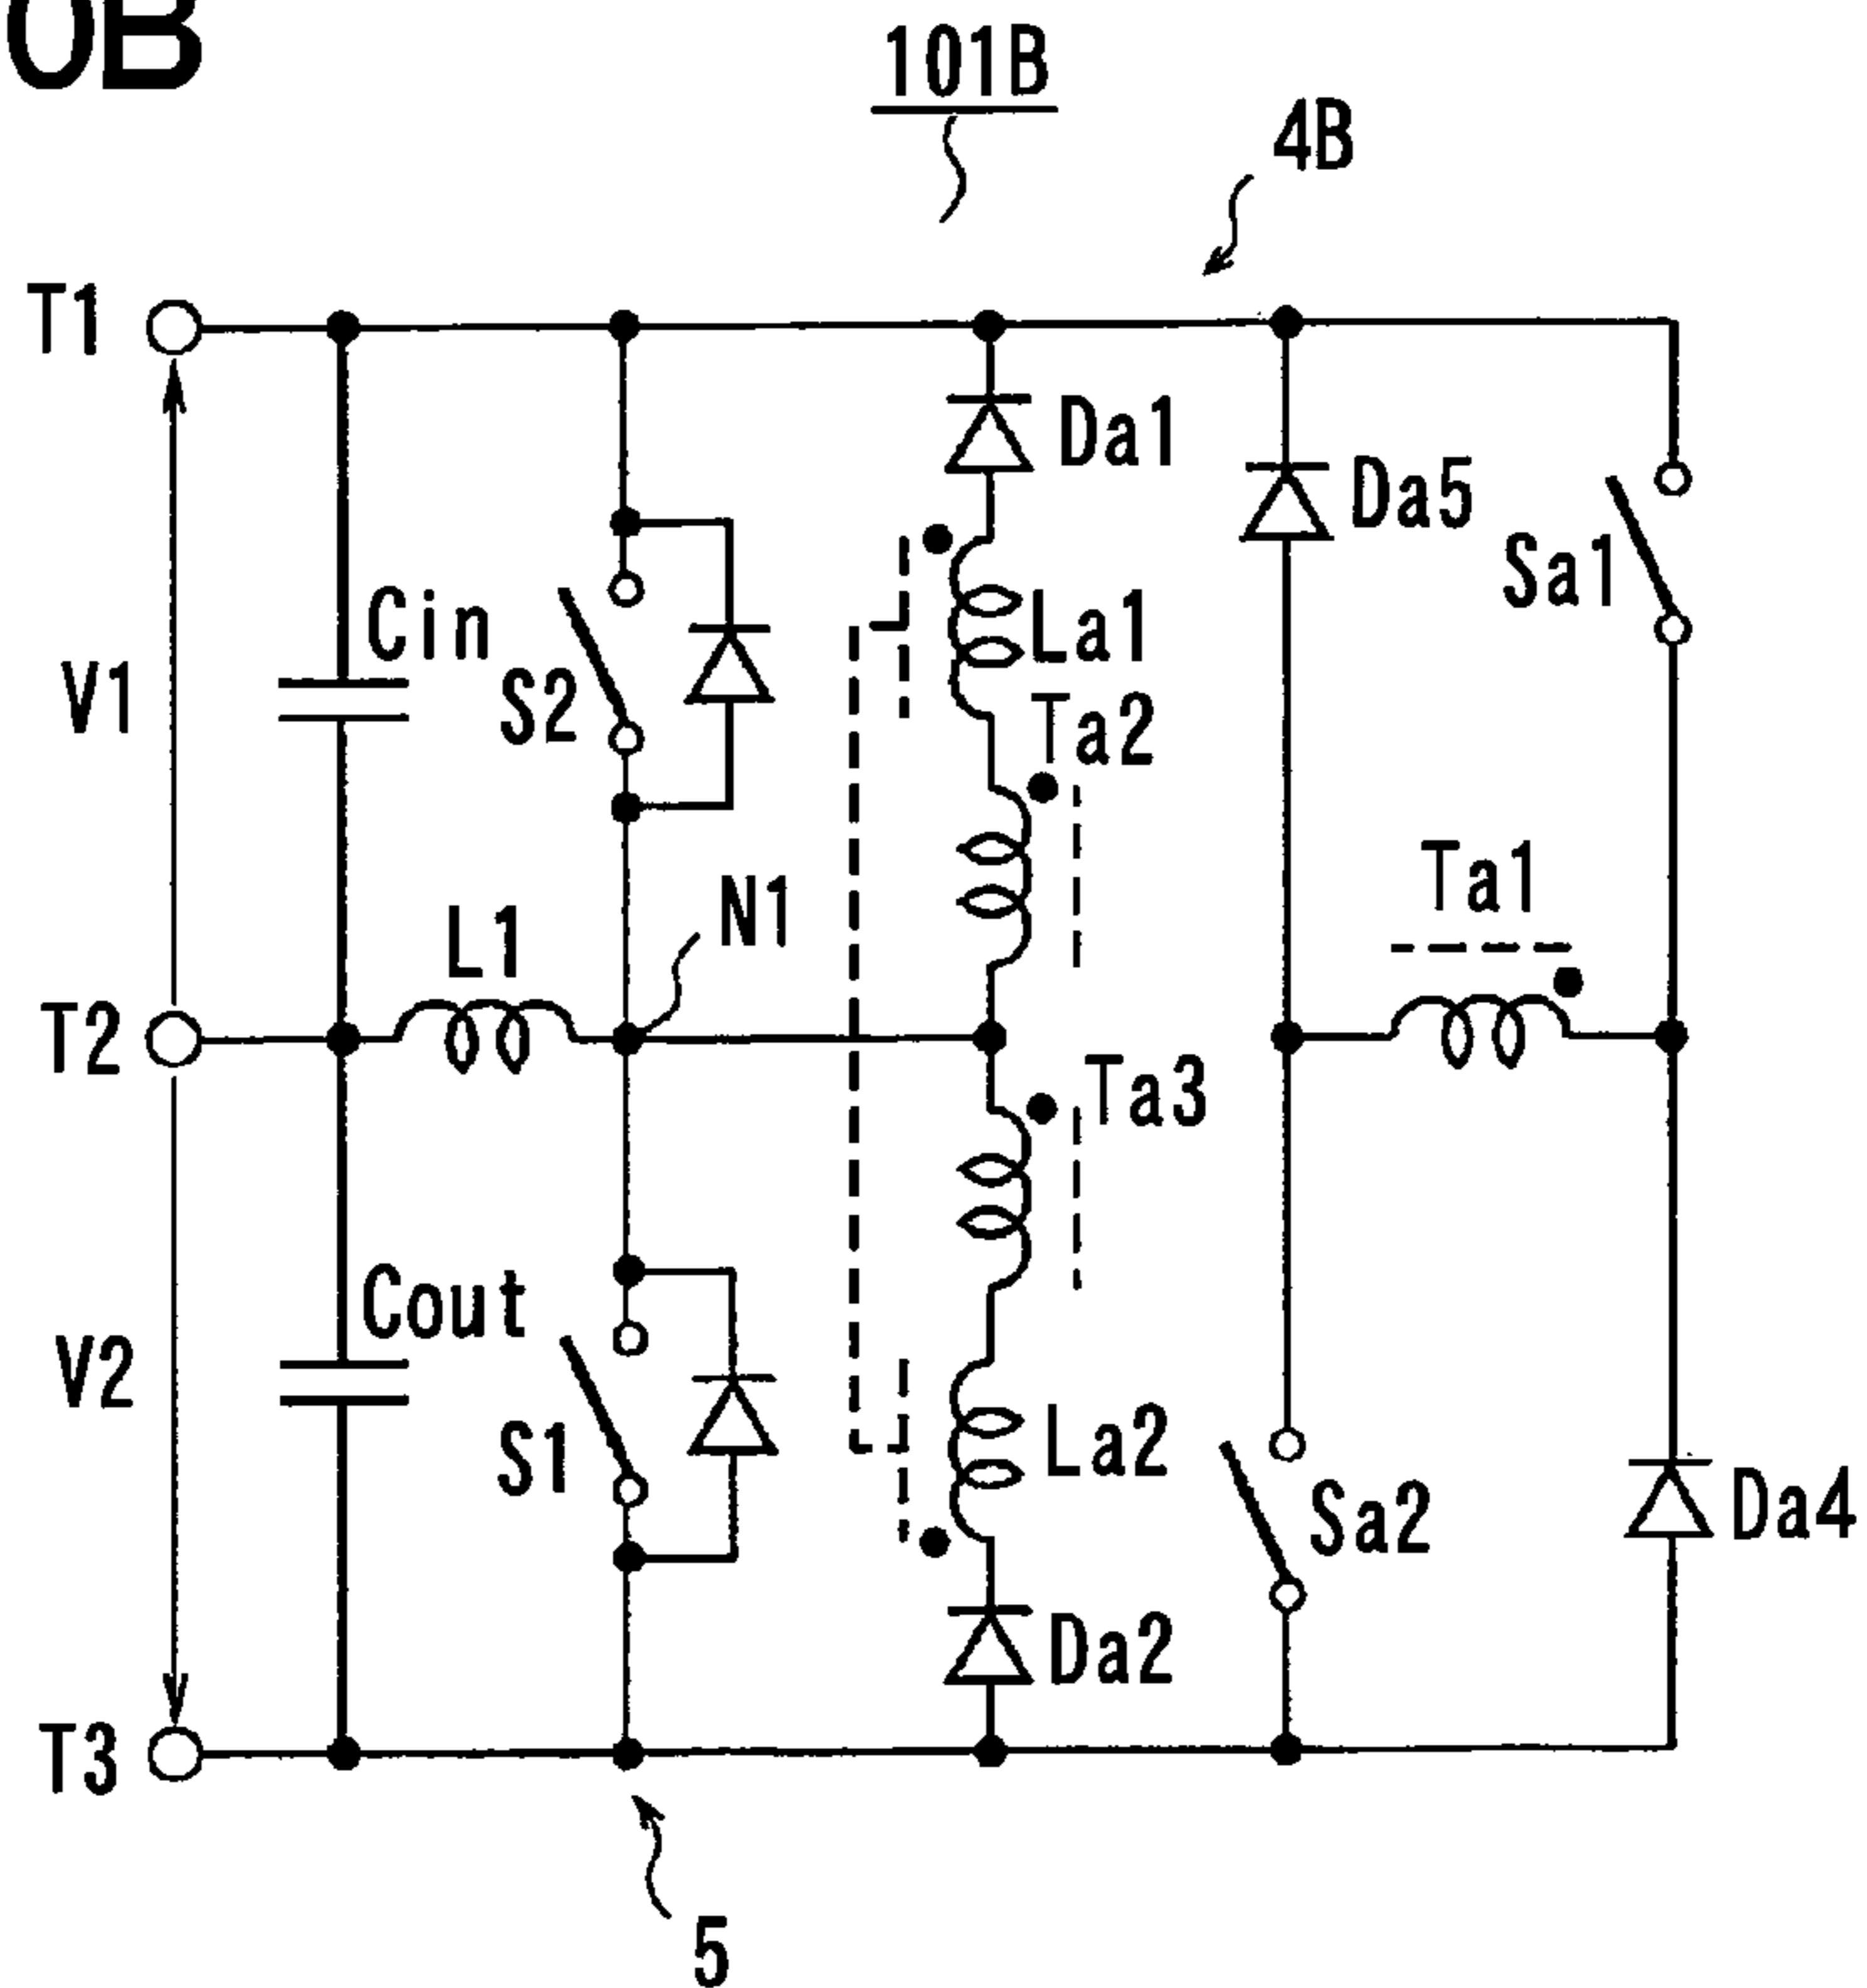 0B
101B
4B
T1
Da1
Da5
Sa1
Cin
La1
V1
S2
Ta2
Ta1
N1
L1
T2
Ta3
Cout
V2
La2
S1
Sa2
Da4
Da2
T3
5